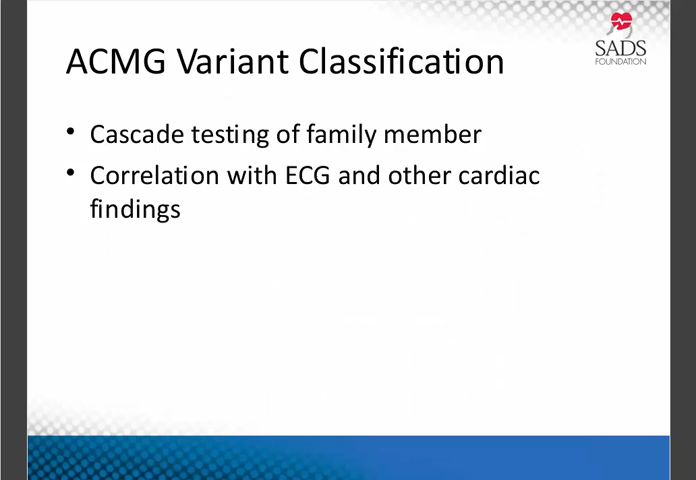 SADS
FOUNDATION
ACMG Variant Classification
• Cascade testing of family member
• Correlation with ECG and other cardiac
findings